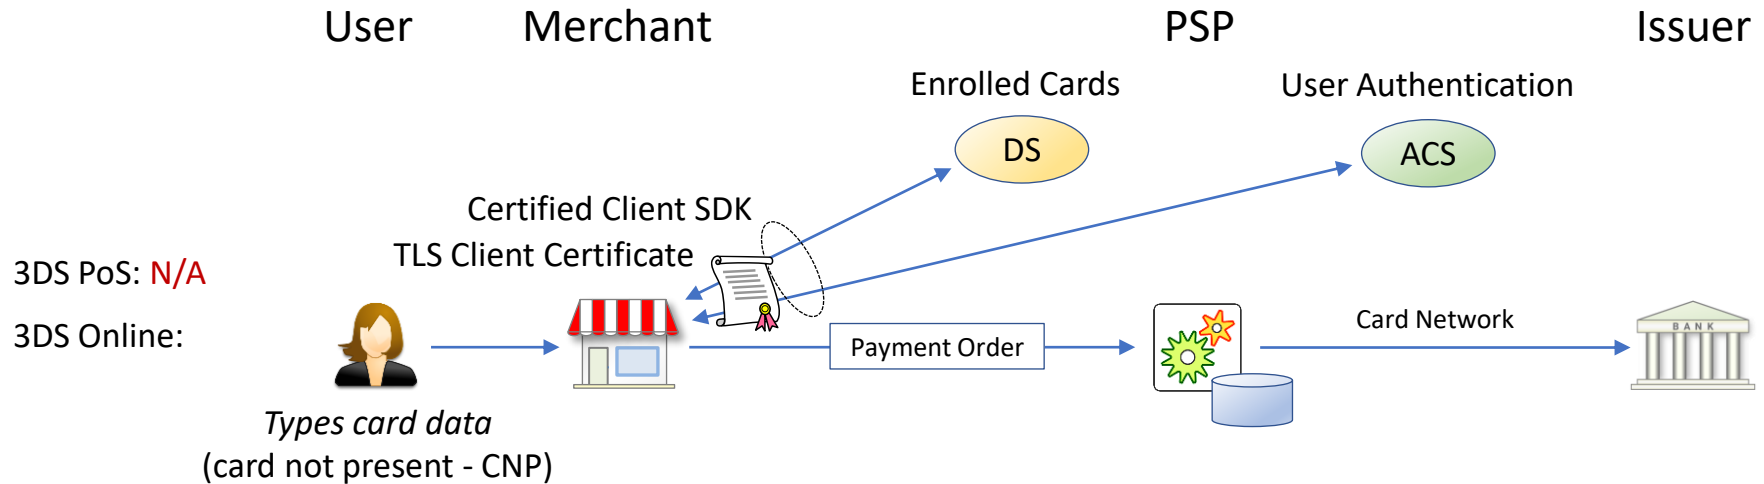 User
Merchant
PSP
Issuer
Enrolled Cards
User Authentication
DS
ACS
Certified Client SDK
TLS Client Certificate
3DS PoS: N/A
3DS Online:
Payment Order
Card Network
BANK
Types card data
(card not present - CNP)